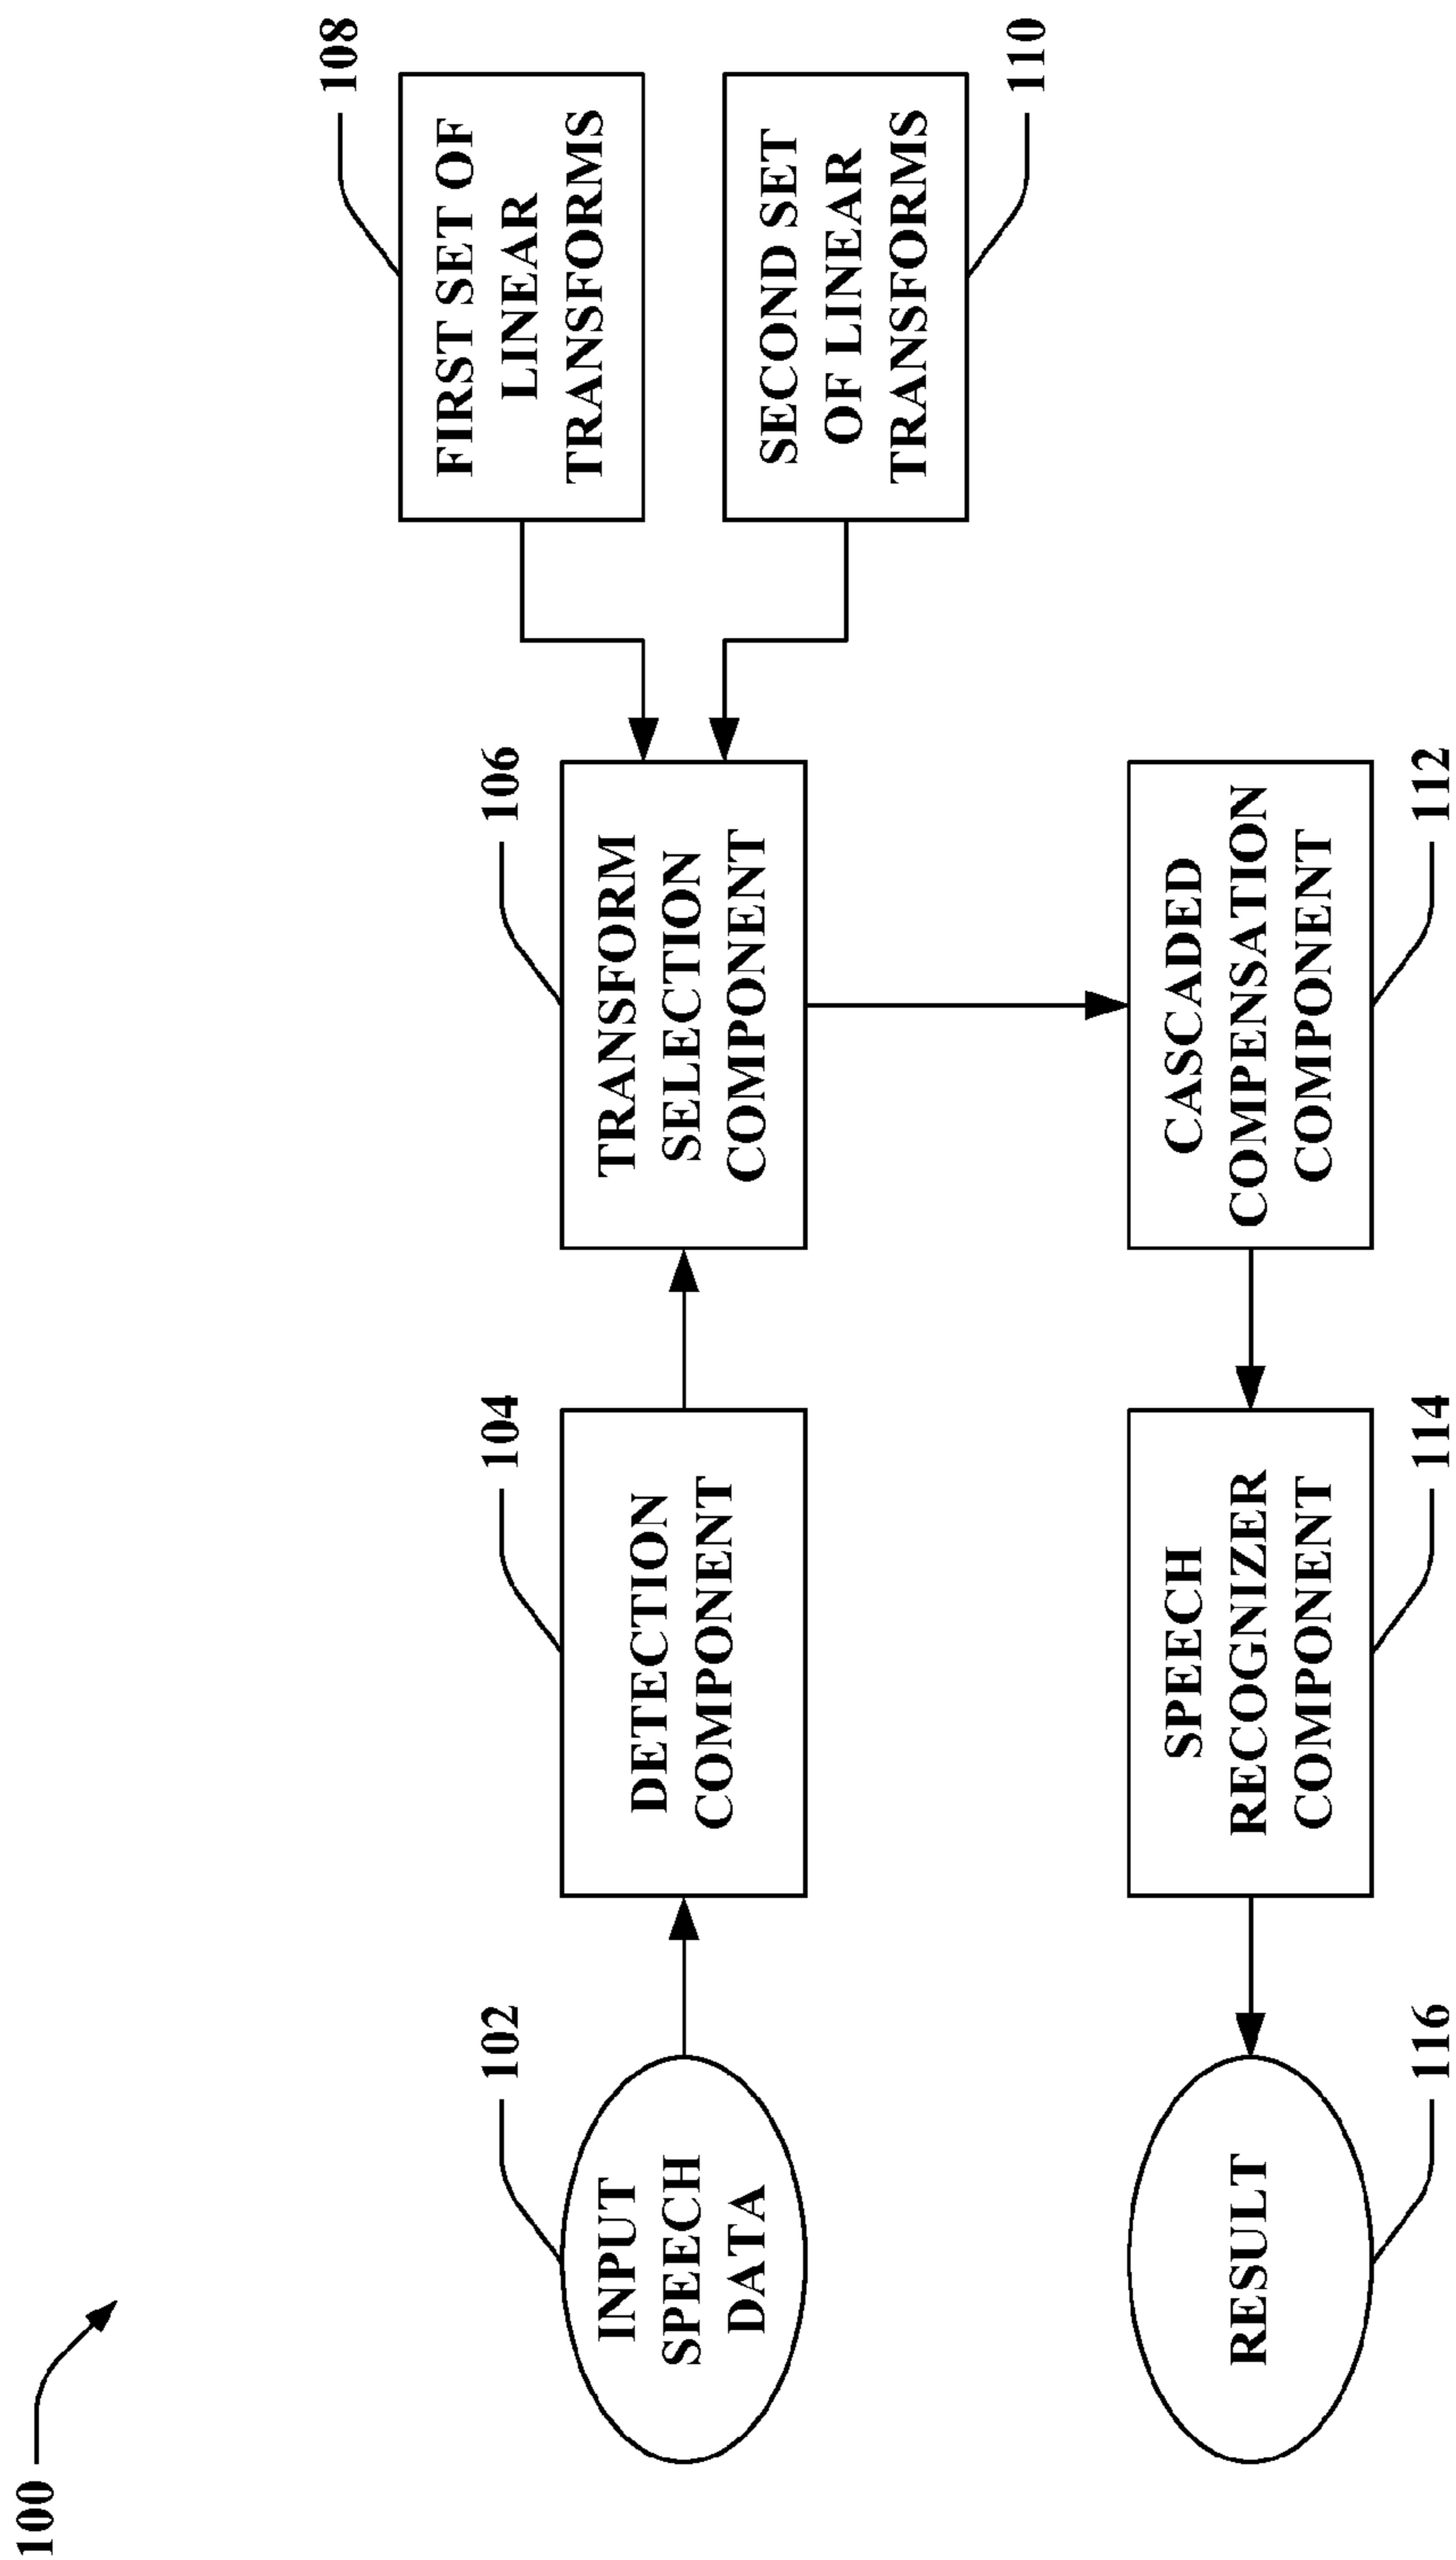 100
108
FIRST SET OF
LINEAR
TRANSFORMS
106
TRANSFORM
SELECTION
COMPONENT
104
DETECTION
COMPONENT
102
INPUT
SPEECH
DATA
SECOND SET
OF LINEAR
TRANSFORMS
110
CASCADED
COMPENSATION
COMPONENT
112
SPEECH
RECOGNIZER
COMPONENT
114
RESULT
116